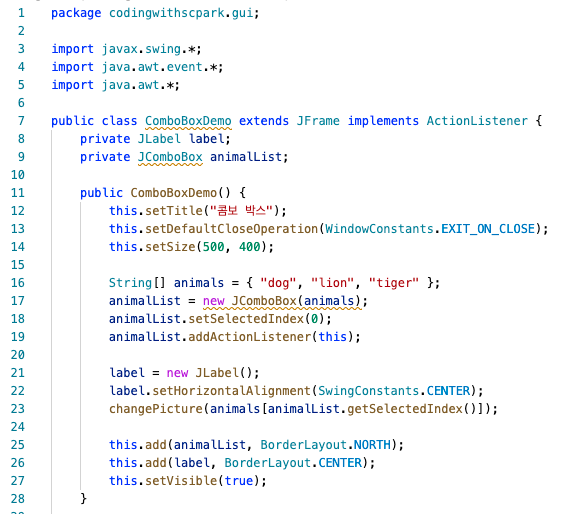 1 package codingwithscpark.gui;
2
3 import javax.swing.*;
4 import java.awt.event.*;
5 import java.awt.*;
6
7 public class ComboBoxDemo extends JFrame implements ActionListener {
8 private JLabel label;
9 private JComboBox animalList;
10
11 public ComboBoxDemo() {
12 this.setTitle("콤보 박스");
13 this.setDefaultCloseOperation(WindowConstants.EXIT_ON_CLOSE);
14 this.setSize(500, 400);
15
16 String[] animals = { "dog", "lion", "tiger" };
17 animalList = new JComboBox(animals);
18 animalList.setSelectedIndex(0);
19 animalList.addActionListener(this);
20
21 label = new JLabel();
22 label.setHorizontalAlignment(SwingConstants.CENTER);
23 changePicture(animals[animalList.getSelectedIndex()]);
24
25 this.add(animalList, BorderLayout.NORTH);
26 this.add(label, BorderLayout.CENTER);
27 this.setVisible(true);
28 }